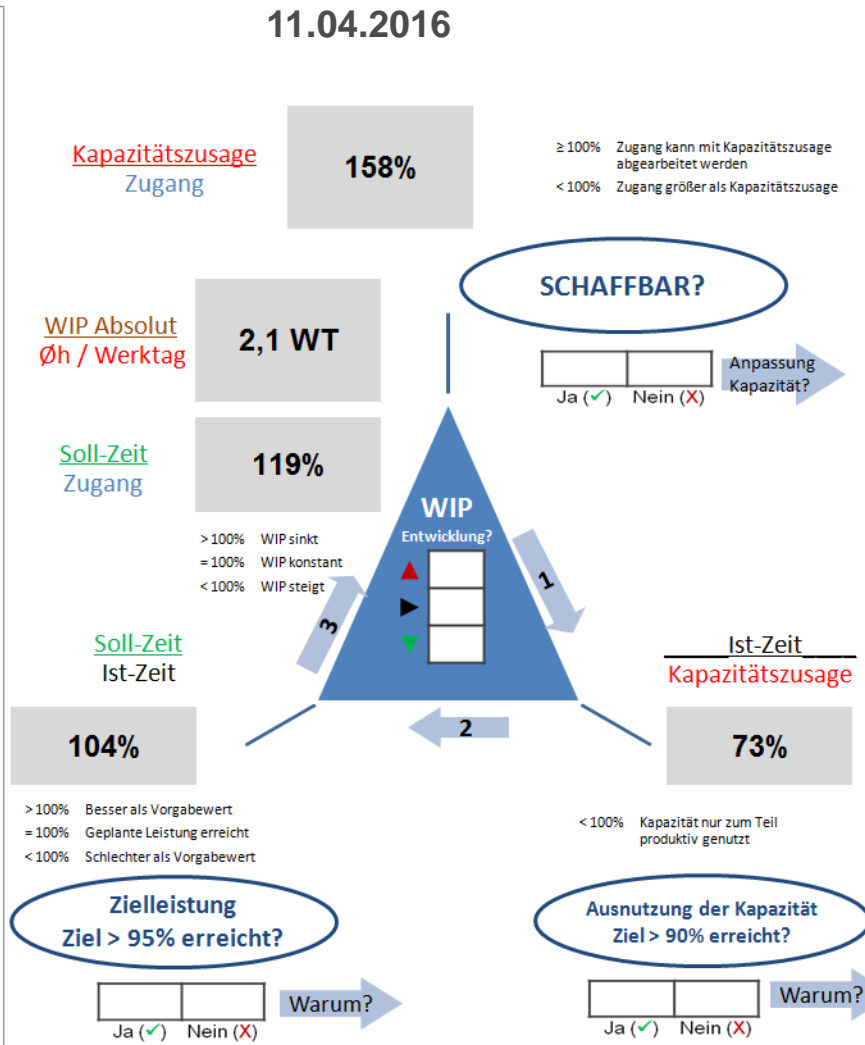 11.04.2016
Kapazitätszusage
Zugang
158%
≥ 100% Zugang kann mit Kapazitätszusage
abgearbeitet werden
< 100% Zugang größer als Kapazitätszusage
SCHAFFBAR?
Ja (✓) Nein (X)
Anpassung
Kapazität?
WIP Absolut
Øh / Werktag
2,1 WT
Soll-Zeit
Zugang
119%
> 100% WIP sinkt
= 100% WIP konstant
< 100% WIP steigt
WIP
Entwicklung?
1
2
3
Soll-Zeit
Ist-Zeit
104%
> 100% Besser als Vorgabewert
= 100% Geplante Leistung erreicht
< 100% Schlechter als Vorgabewert
Zielleistung
Ziel > 95% erreicht?
Ja (✓) Nein (X)
Warum?
Ist-Zeit
Kapazitätszusage
73%
< 100% Kapazität nur zum Teil
produktiv genutzt
Ausnutzung der Kapazität
Ziel > 90% erreicht?
Ja (✓) Nein (X)
Warum?